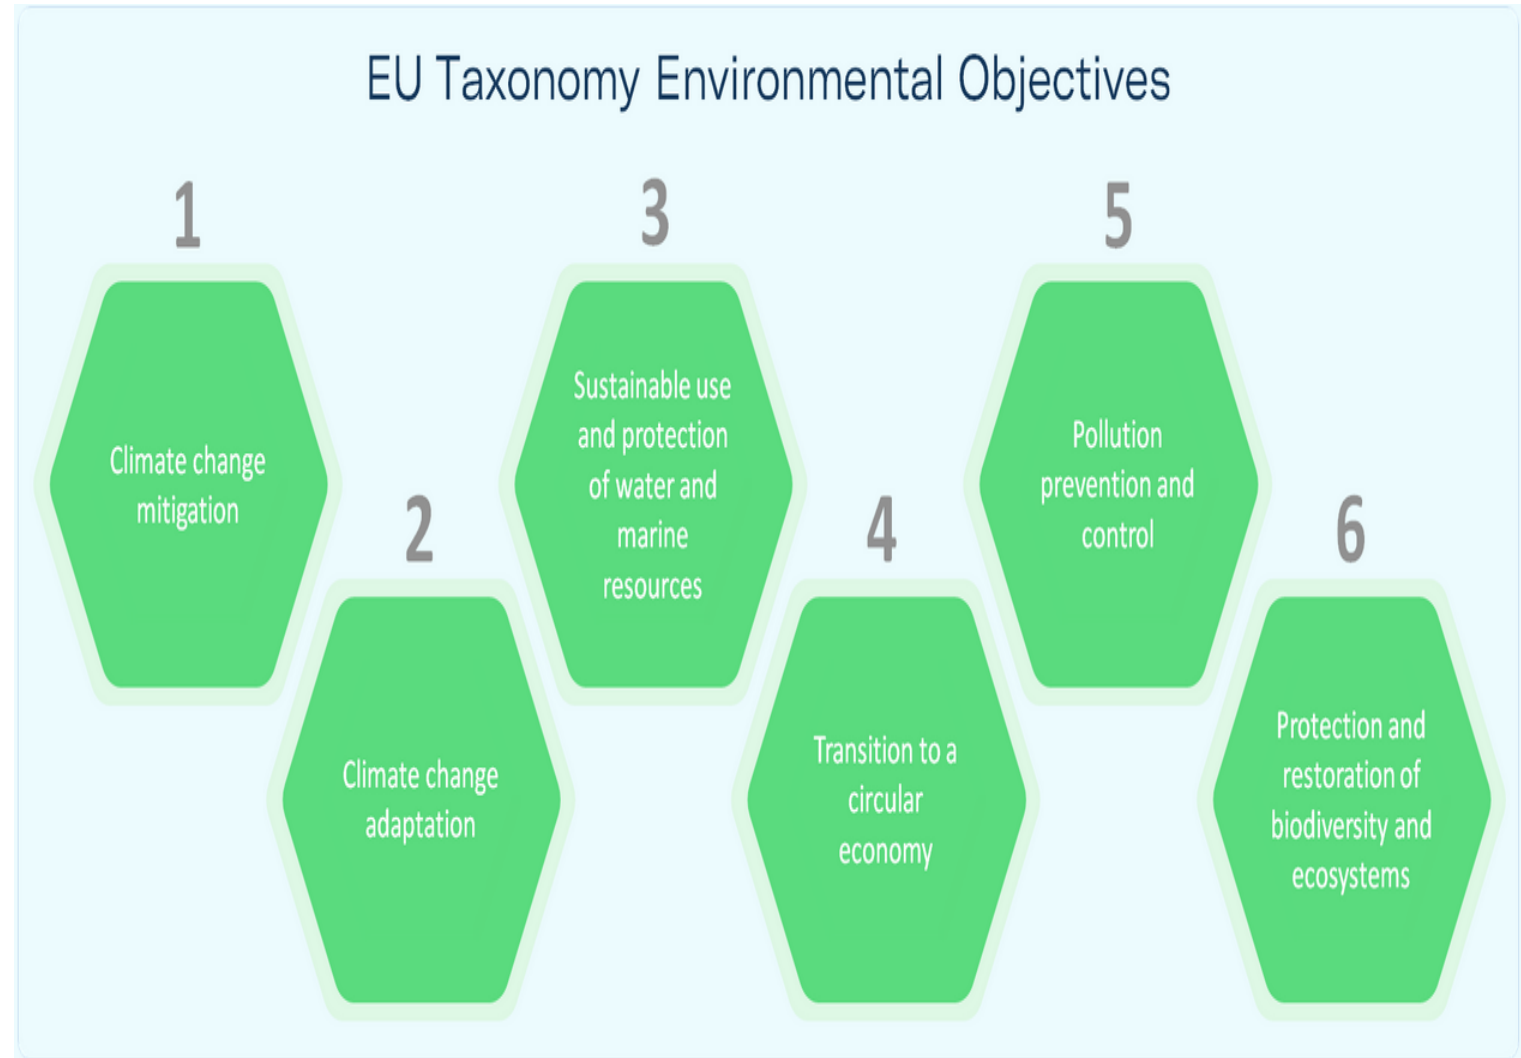 EU Taxonomy Environmental Objectives
1
Climate change
mitigation
2
Climate change
adaptation
3
Sustainable use
and protection
of water and
marine
resources
4
Transition to a
circular
economy
5
Pollution
prevention and
control
6
Protection and
restoration of
biodiversity and
ecosystems